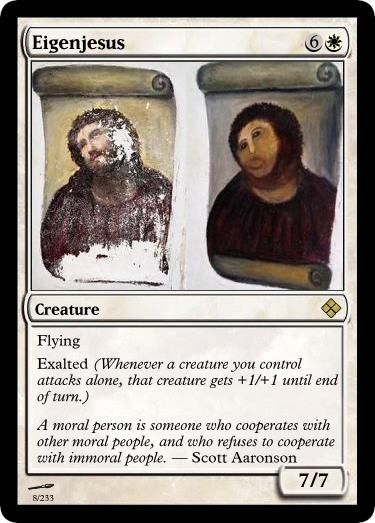 Eigenjesus 6
Creature
Flying
Exalted (Whenever a creature you control
attacks alone, that creature gets +1/+1 until end
of turn.)
A moral person is someone who cooperates with
other moral people, and who refuses to cooperate
with immoral people. — Scott Aaronson
7/7
8/233